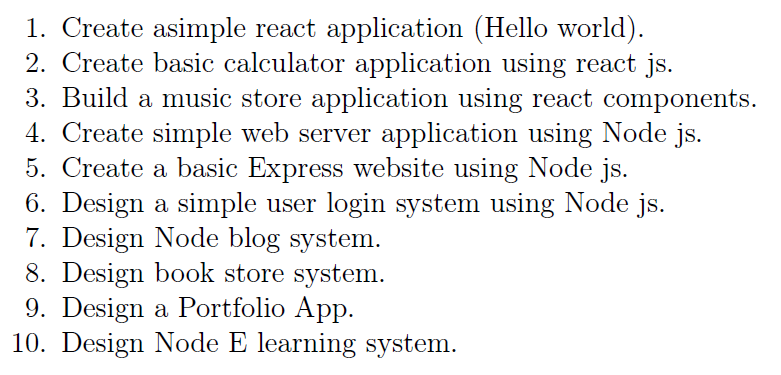 1. Create asimple react application (Hello world).
2. Create basic calculator application using react js.
3. Build a music store application using react components.
4. Create simple web server application using Node js.
5. Create a basic Express website using Node js.
6. Design a simple user login system using Node js.
7. Design Node blog system.
8. Design book store system.
9. Design a Portfolio App.
10. Design Node E learning system.